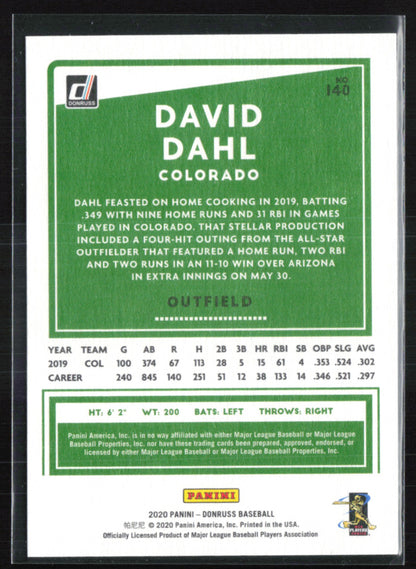 DONRUSS
NO
140
DAVID
DAHL
COLORADO
DAHL FEASTED ON HOME COOKING IN 2019, BATTING
.349 WITH NINE HOME RUNS AND 31 RBI IN GAMES
PLAYED IN COLORADO. THAT STELLAR PRODUCTION
INCLUDED A FOUR-HIT OUTING FROM THE ALL-STAR
OUTFIELDER THAT FEATURED A HOME RUN, TWO RBI
AND TWO RUNS IN AN 11-10 WIN OVER ARIZONA
IN EXTRA INNINGS ON MAY 30.
OUTFIELD
YEAR TEAM G AB R H 2B 3B HR RBI SB OBP SLG AVG
2019 COL 100 374 67 113 28 5 15 61 4 .353 .524 .302
CAREER 240 845 140 251 51 12 38 133 14 .346 .521 .297
HT: 6' 2" WT: 200 BATS: LEFT THROWS: RIGHT
Panini America, Inc. is in no way affiliated with either Major League Baseball or Major League
Baseball Properties, Inc. nor have these trading cards been prepared, approved, endorsed, or
licensed by either Major League Baseball or Major League Baseball Properties, Inc.
PANINI
2020 PANINI – DONRUSS BASEBALL
帕尼尼 © 2020 Panini America, Inc. Printed in the USA.
Officially Licensed Product of Major League Baseball Players Association